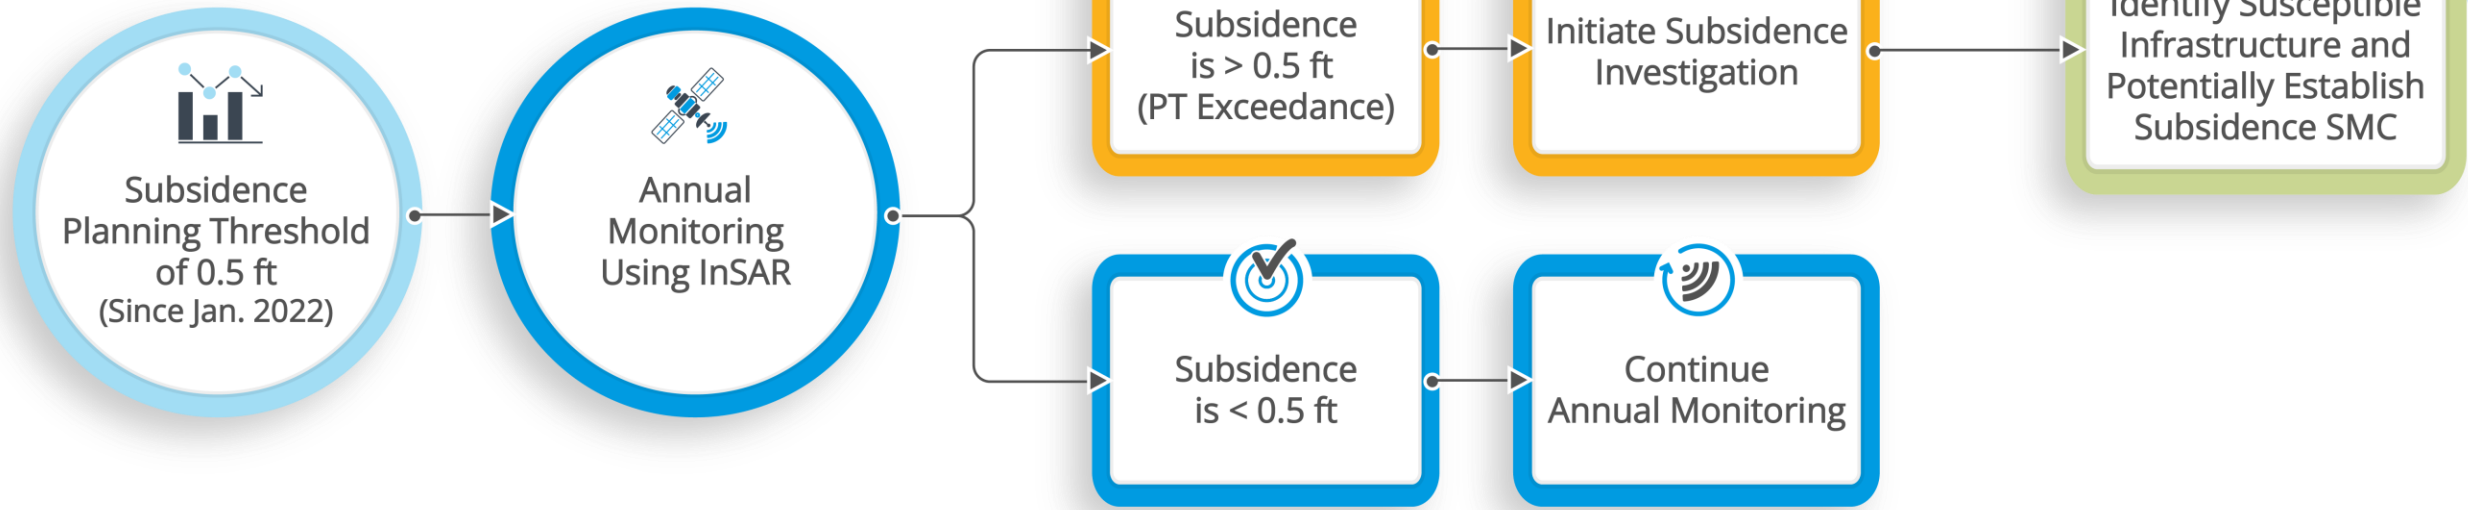 Subsidence
Planning Threshold
of 0.5 ft
(Since Jan. 2022)
Annual
Monitoring
Using InSAR
Subsidence
is > 0.5 ft
(PT Exceedance)
Initiate Subsidence
Investigation
Identify Susceptible
Infrastructure and
Potentially Establish
Subsidence SMC
Subsidence
is < 0.5 ft
Continue
Annual Monitoring